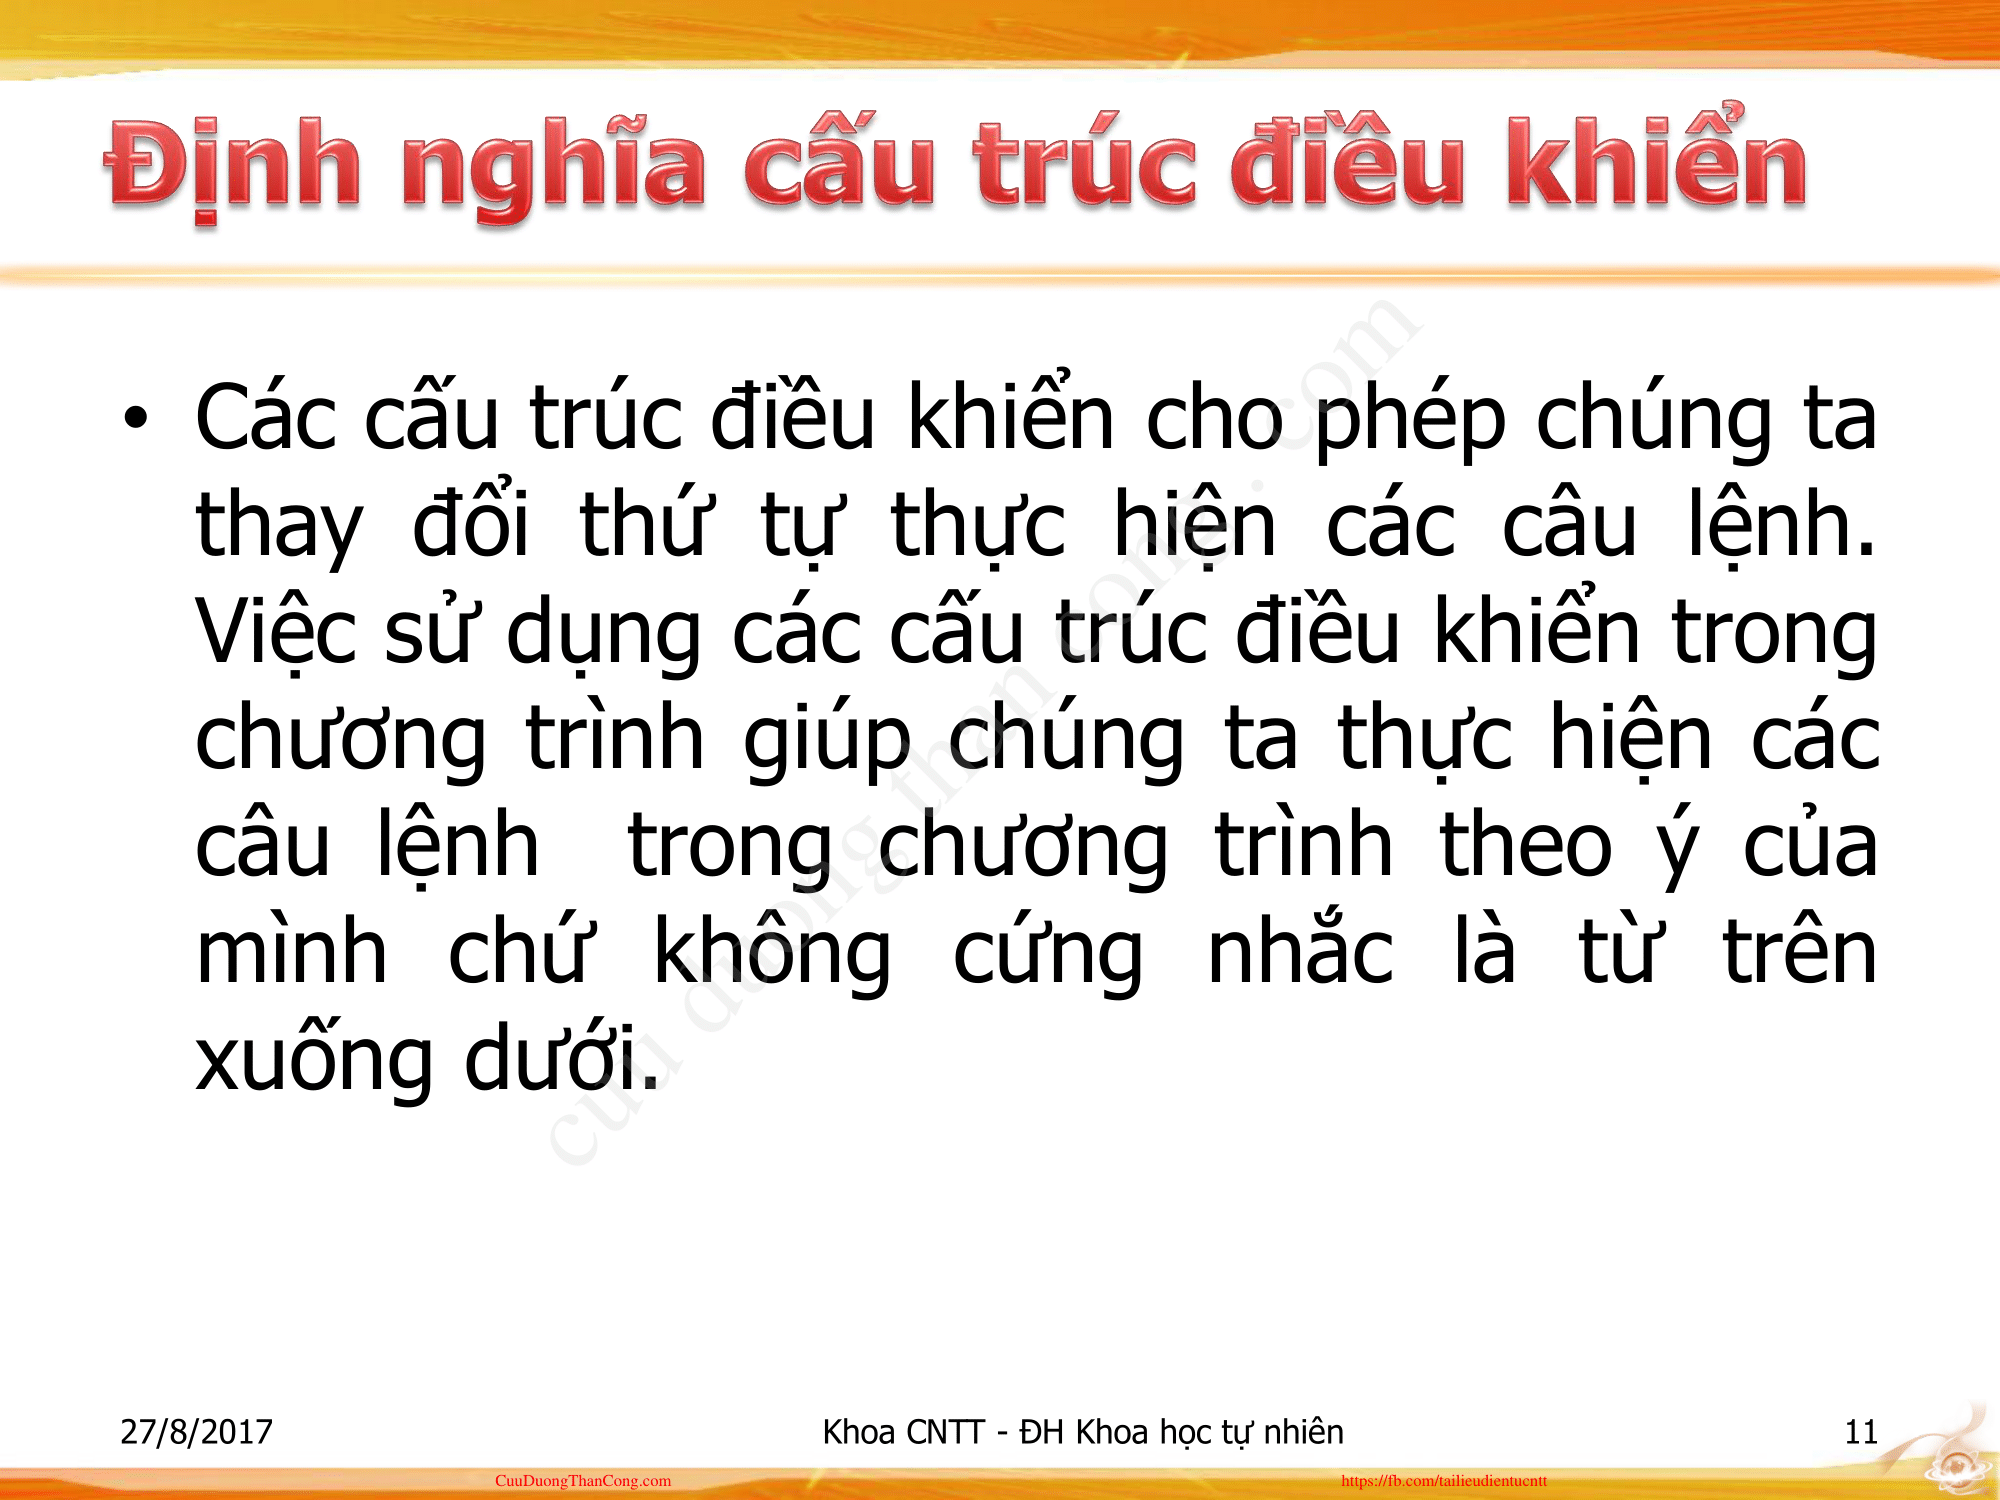 Định nghĩa cấu trúc điều khiển
• Các cấu trúc điều khiển cho phép chúng ta
thay đổi thứ tự thực hiện các câu lệnh.
Việc sử dụng các cấu trúc điều khiển trong
chương trình giúp chúng ta thực hiện các
câu lệnh trong chương trình theo ý của
mình chứ không cứng nhắc là từ trên
xuống dưới.
cuu duong than cong . com
27/8/2017
Khoa CNTT - ĐH Khoa học tự nhiên
11
CuuDuongThanCong.com
https://fb.com/tailieudientucntt